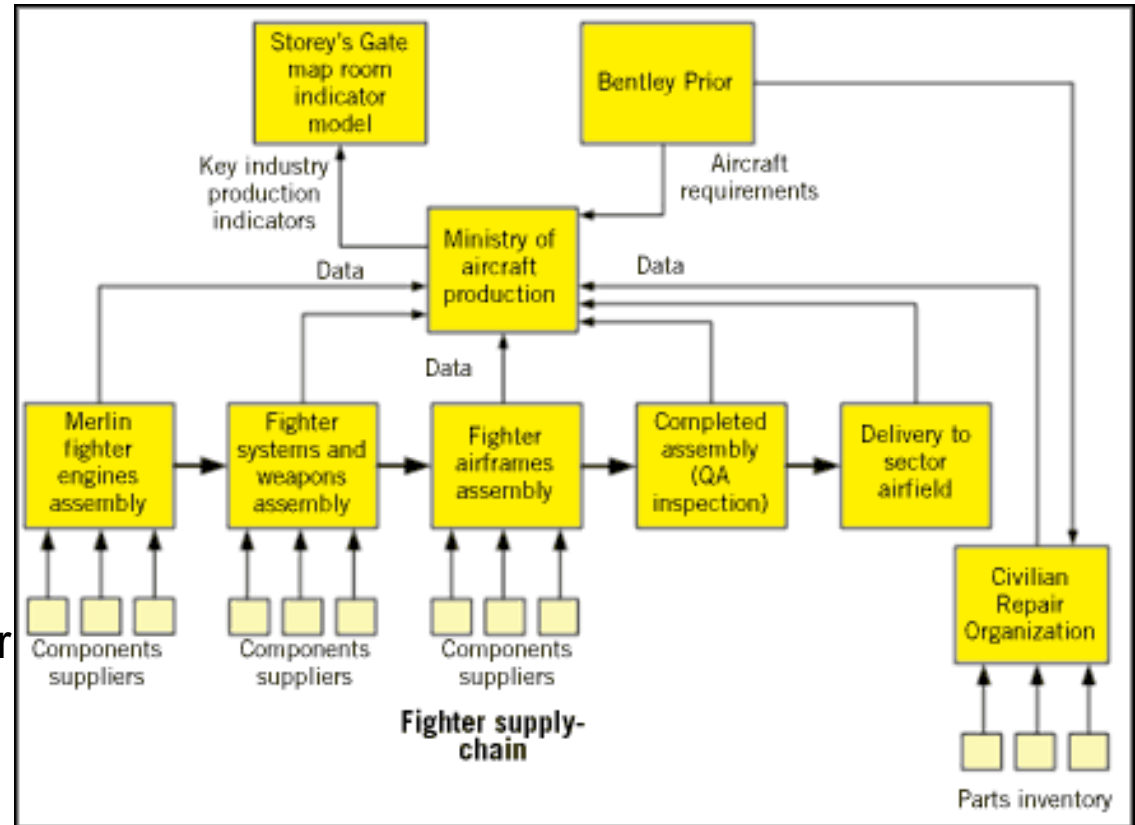 Storey's Gate
map room
indicator
model
Bentley Prior
Key industry
production
indicators
Aircraft
requirements
Ministry of
aircraft
production
Data
Data
Data
Merlin
fighter
engines
assembly
Fighter
systems and
weapons
assembly
Fighter
airframes
assembly
Completed
assembly
(QA
inspection)
Delivery to
sector
airfield
Civilian
Repair
Organization
r
Components
suppliers
Components
suppliers
Components
suppliers
Fighter supply-
chain
Parts inventory